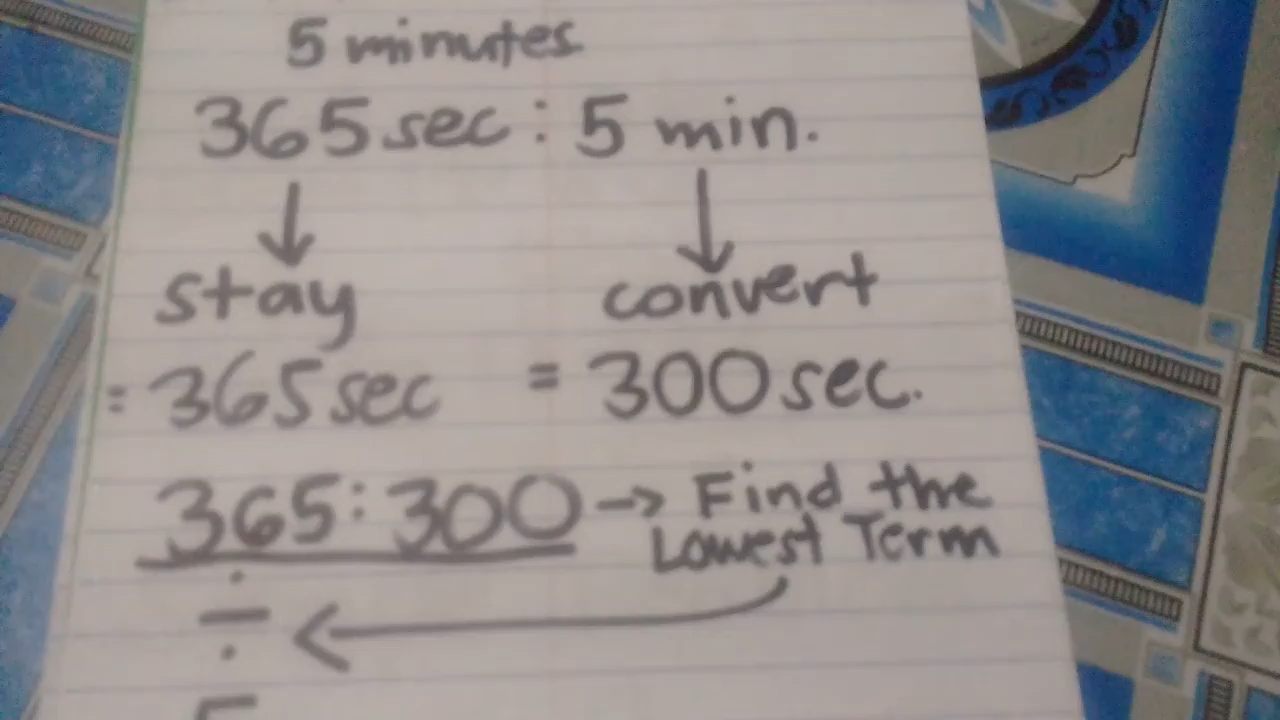 5 minutes
365 sec : 5 min.
stay convert
= 365 sec = 300 sec.
365 : 300 -> Find the
Lowest Term
÷